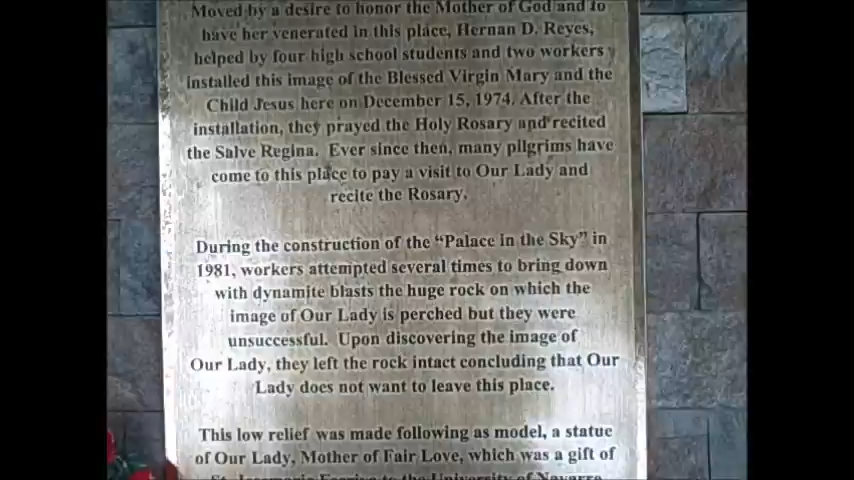 Moved by a desire to honor the Mother of God and to
have her venerated in this place, Hernan D. Reyes,
helped by four high school students and two workers
installed this image of the Blessed Virgin Mary and the
Child Jesus here on December 15, 1974. After the
installation, they prayed the Holy Rosary and recited
the Salve Regina. Ever since then, many pilgrims have
come to this place to pay a visit to Our Lady and
recite the Rosary.
During the construction of the “Palace in the Sky” in
1981, workers attempted several times to bring down
with dynamite blasts the huge rock on which the
image of Our Lady is perched but they were
unsuccessful. Upon discovering the image of
Our Lady, they left the rock intact concluding that Our
Lady does not want to leave this place.
This low relief was made following as model, a statue
of Our Lady, Mother of Fair Love, which was a gift of
St. Josemaria Escriva to the University of Navarre